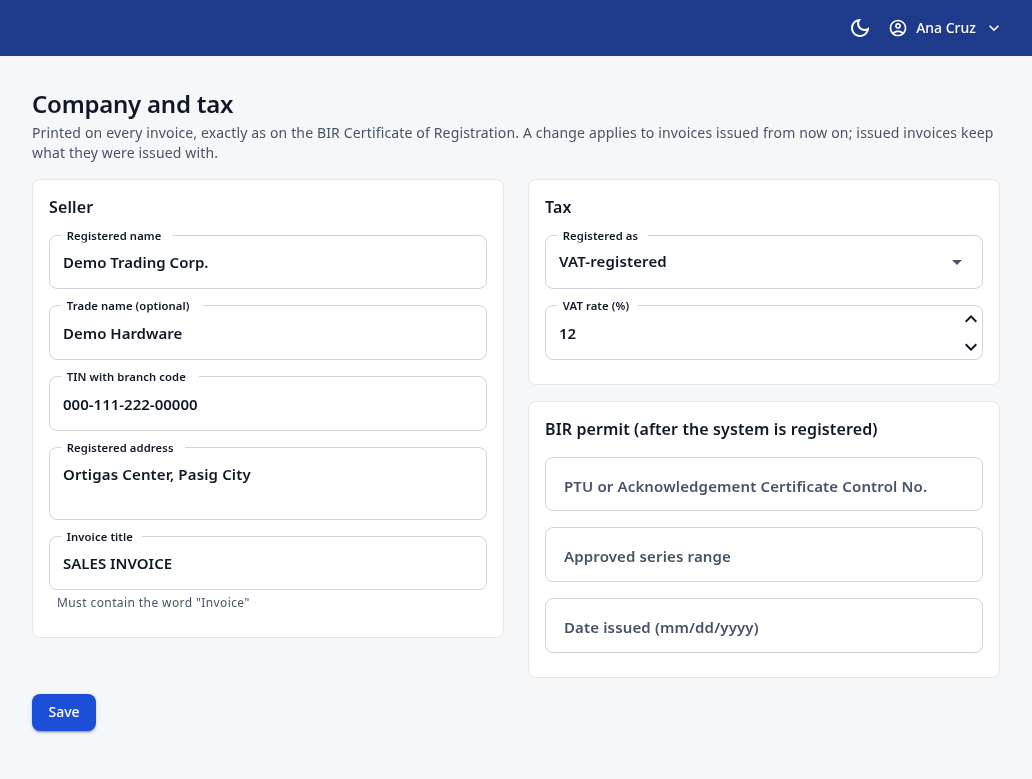 Ana Cruz
Company and tax
Printed on every invoice, exactly as on the BIR Certificate of Registration. A change applies to invoices issued from now on; issued invoices keep
what they were issued with.
Seller
Registered name
Demo Trading Corp.
Trade name (optional)
Demo Hardware
TIN with branch code
000-111-222-00000
Registered address
Ortigas Center, Pasig City
Invoice title
SALES INVOICE
Must contain the word "Invoice"
Tax
Registered as
VAT-registered
VAT rate (%)
12
BIR permit (after the system is registered)
PTU or Acknowledgement Certificate Control No.
Approved series range
Date issued (mm/dd/yyyy)
Save